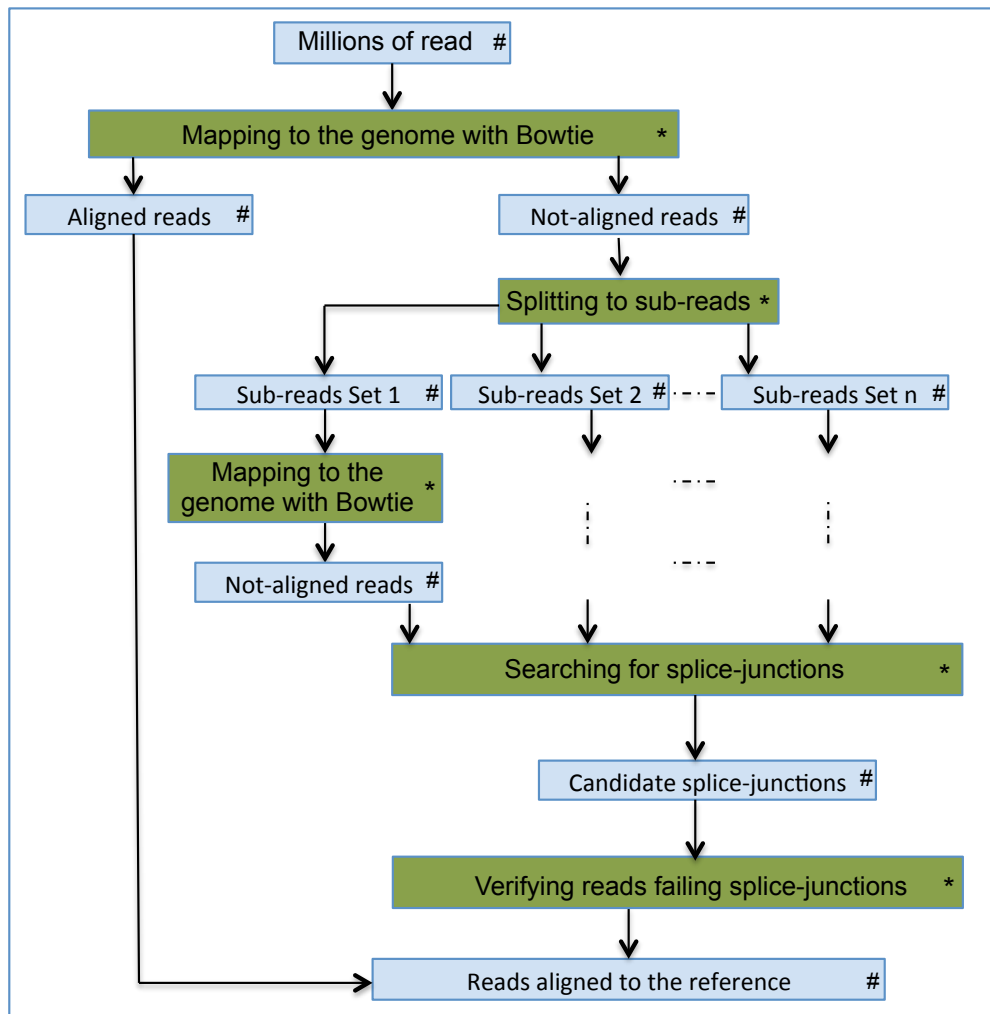 Millions of read #
Mapping to the genome with Bowtie *
Aligned reads #
Not-aligned reads #
Splitting to sub-reads *
Sub-reads Set 1 #
Sub-reads Set 2 #
Sub-reads Set n #
Mapping to the
genome with Bowtie *
Not-aligned reads #
Searching for splice-junctions *
Candidate splice-junctions #
Verifying reads failing splice-junctions *
Reads aligned to the reference #